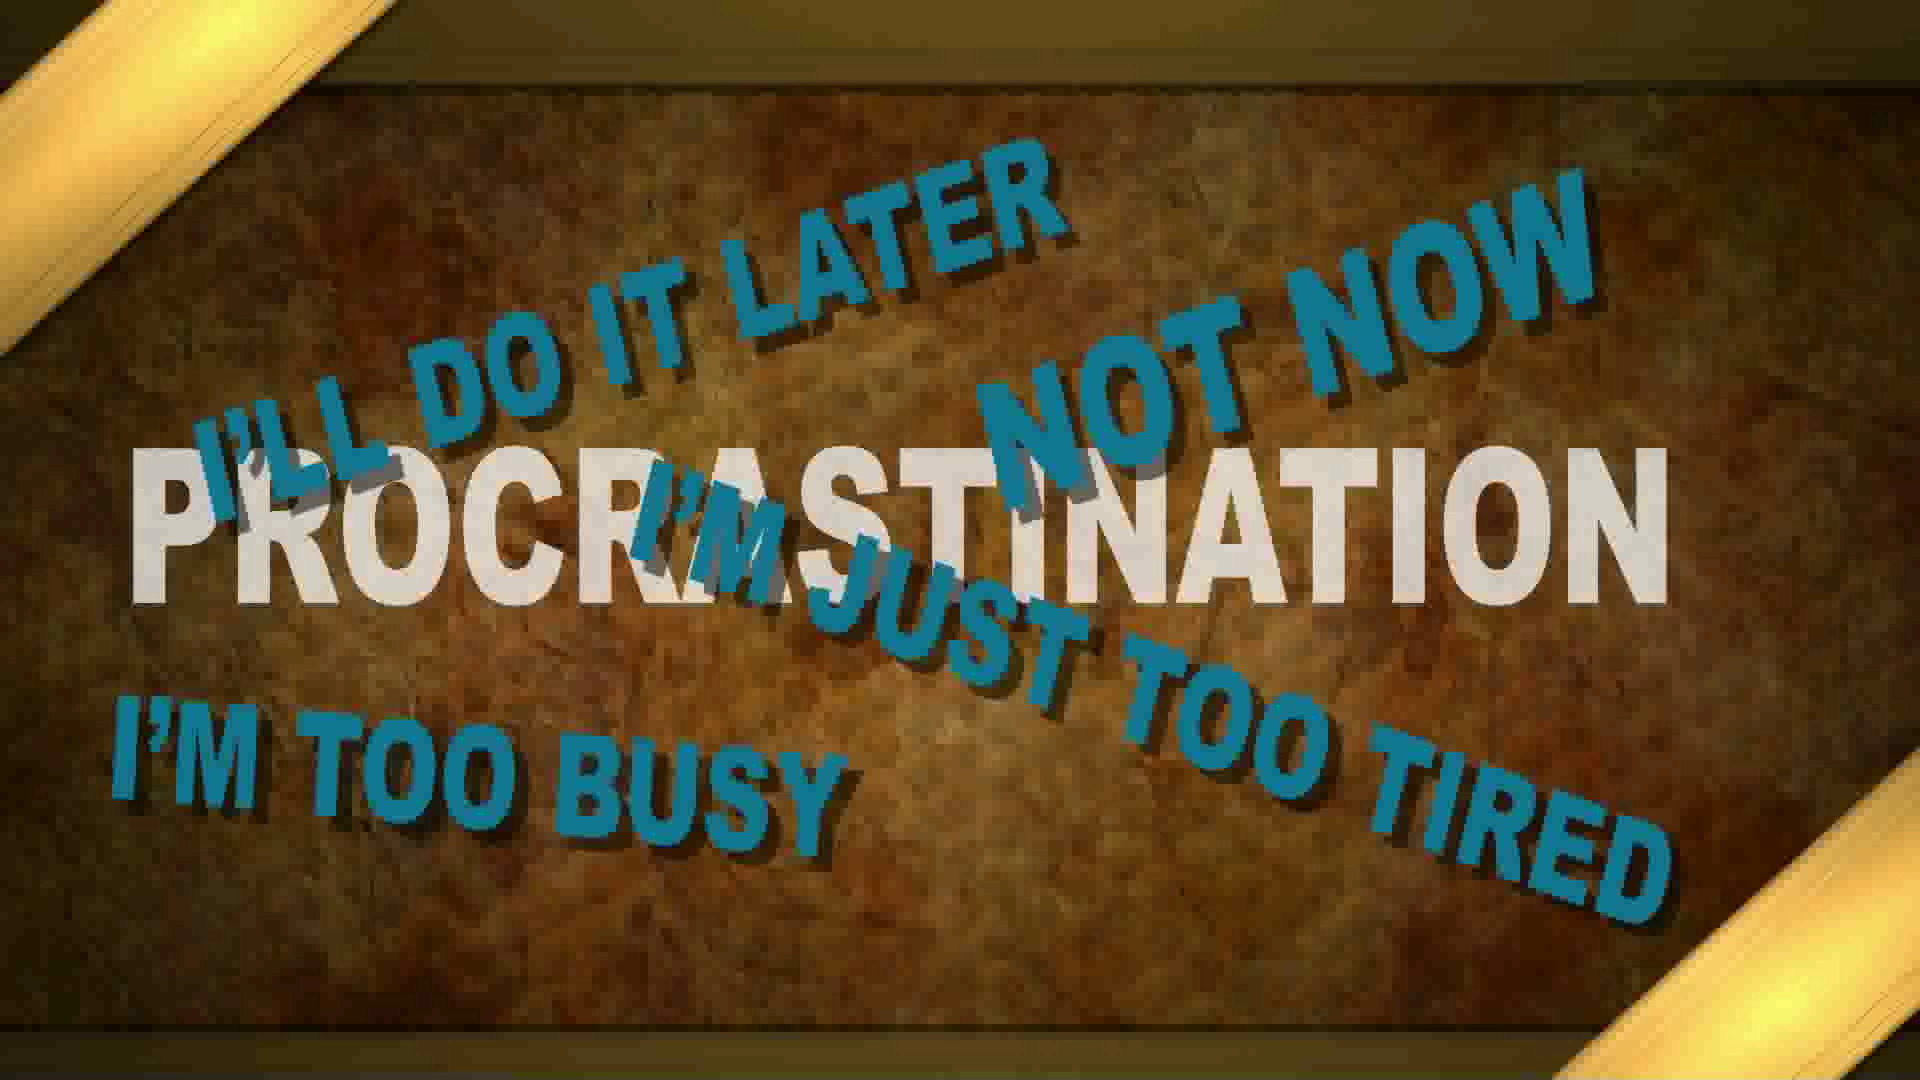 I'LL DO IT LATER
NOT NOW
PROCRASTINATION
I'M JUST TOO TIRED
I'M TOO BUSY